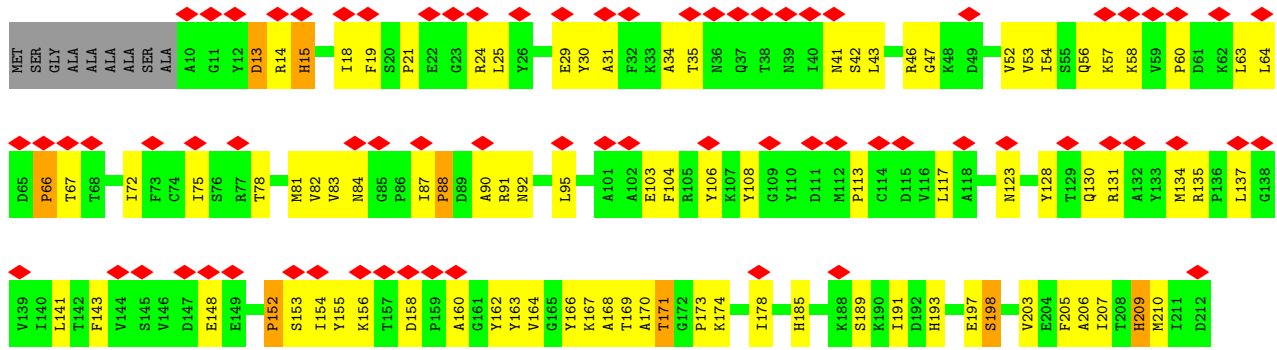 MET SER GLY ALA ALA ALA ALA SER ALA A10 G11 Y12 D13 R14 H15 I18 F19 S20 P21 E22 G23 R24 L25 Y26 E29 Y30 A31 F32 K33 A34 T35 N36 Q37 T38 N39 I40 N41 S42 L43 R46 G47 K48 D49 V52 V53 I54 S55 Q56 K57 K58 V59 P60 D61 K62 L63 L64
D65 P66 T67 T68 I72 F73 C74 I75 S76 R77 T78 M81 V82 V83 N84 G85 P86 I87 P88 D89 A90 R91 N92 L95 A101 A102 E103 F104 R105 Y106 K107 Y108 G109 Y110 D111 M112 P113 C114 D115 V116 L117 A118 N123 Y128 T129 Q130 R131 A132 Y133 M134 R135 P136 L137 G138
V139 I140 L141 T142 F143 V144 S145 V146 D147 E148 E149 P152 S153 I154 Y155 K156 T157 D158 P159 A160 G161 Y162 Y163 V164 G165 Y166 K167 A168 T169 A170 T171 G172 P173 K174 I178 H185 K188 S189 K190 I191 D192 H193 E197 S198 V203 E204 F205 A206 I207 T208 H209 M210 I211 D212